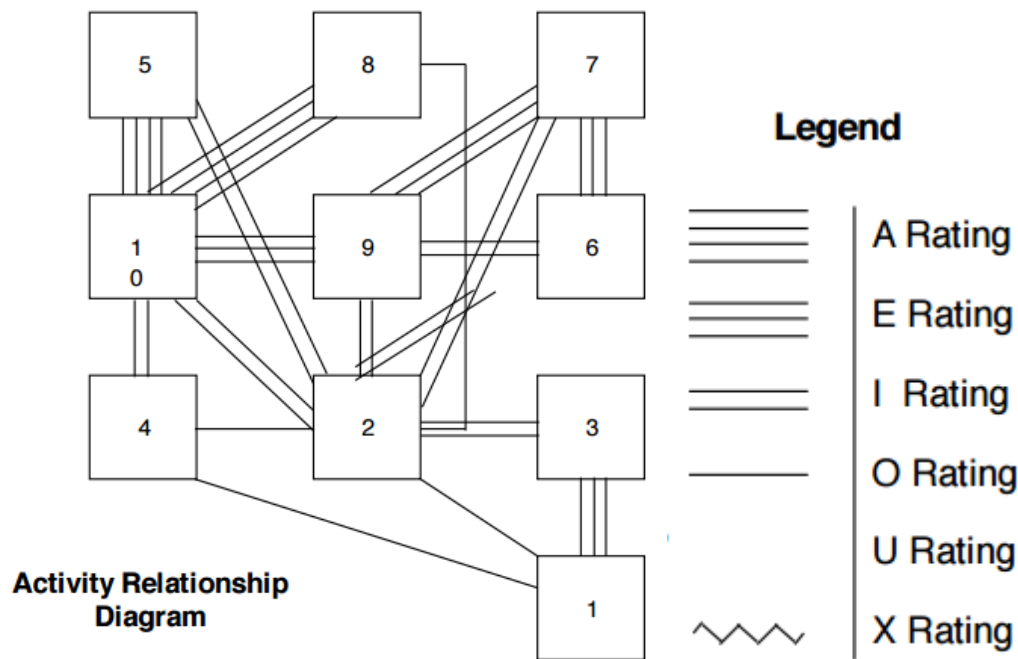 5
8
7
Legend
1
0
9
6
A Rating
E Rating
I Rating
4
2
3
O Rating
U Rating
Activity Relationship
Diagram
1
X Rating